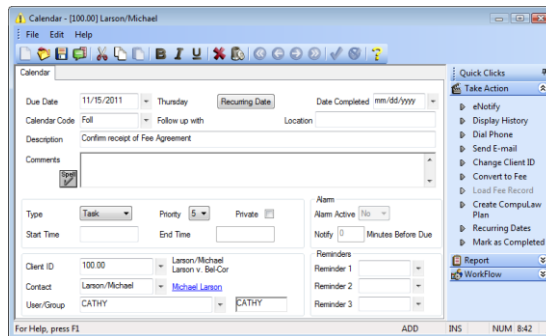 Calendar - [100.00] Larson/Michael
File Edit Help
Calendar
Quick Clicks
Take Action
Due Date 11/15/2011 Thursday Recurring Date Date Completed mm/dd/yyyy
Calendar Code Foll Follow up with Location
Description Confirm receipt of Fee Agreement
Comments
Spell
eNotify
Display History
Dial Phone
Send E-mail
Change Client ID
Convert to Fee
Load Fee Record
Create CompuLaw Plan
Recurring Dates
Mark as Completed
Report
WorkFlow
Type Task Priority 5 Private
Start Time End Time
Alarm
Alarm Active No
Notify 0 Minutes Before Due
Client ID 100.00 Larson/Michael
Larson v. Bel-Cor
Contact Larson/Michael Michael Larson
User/Group CATHY CATHY
Reminders
Reminder 1
Reminder 2
Reminder 3
For Help, press F1 ADD INS NUM 8:42